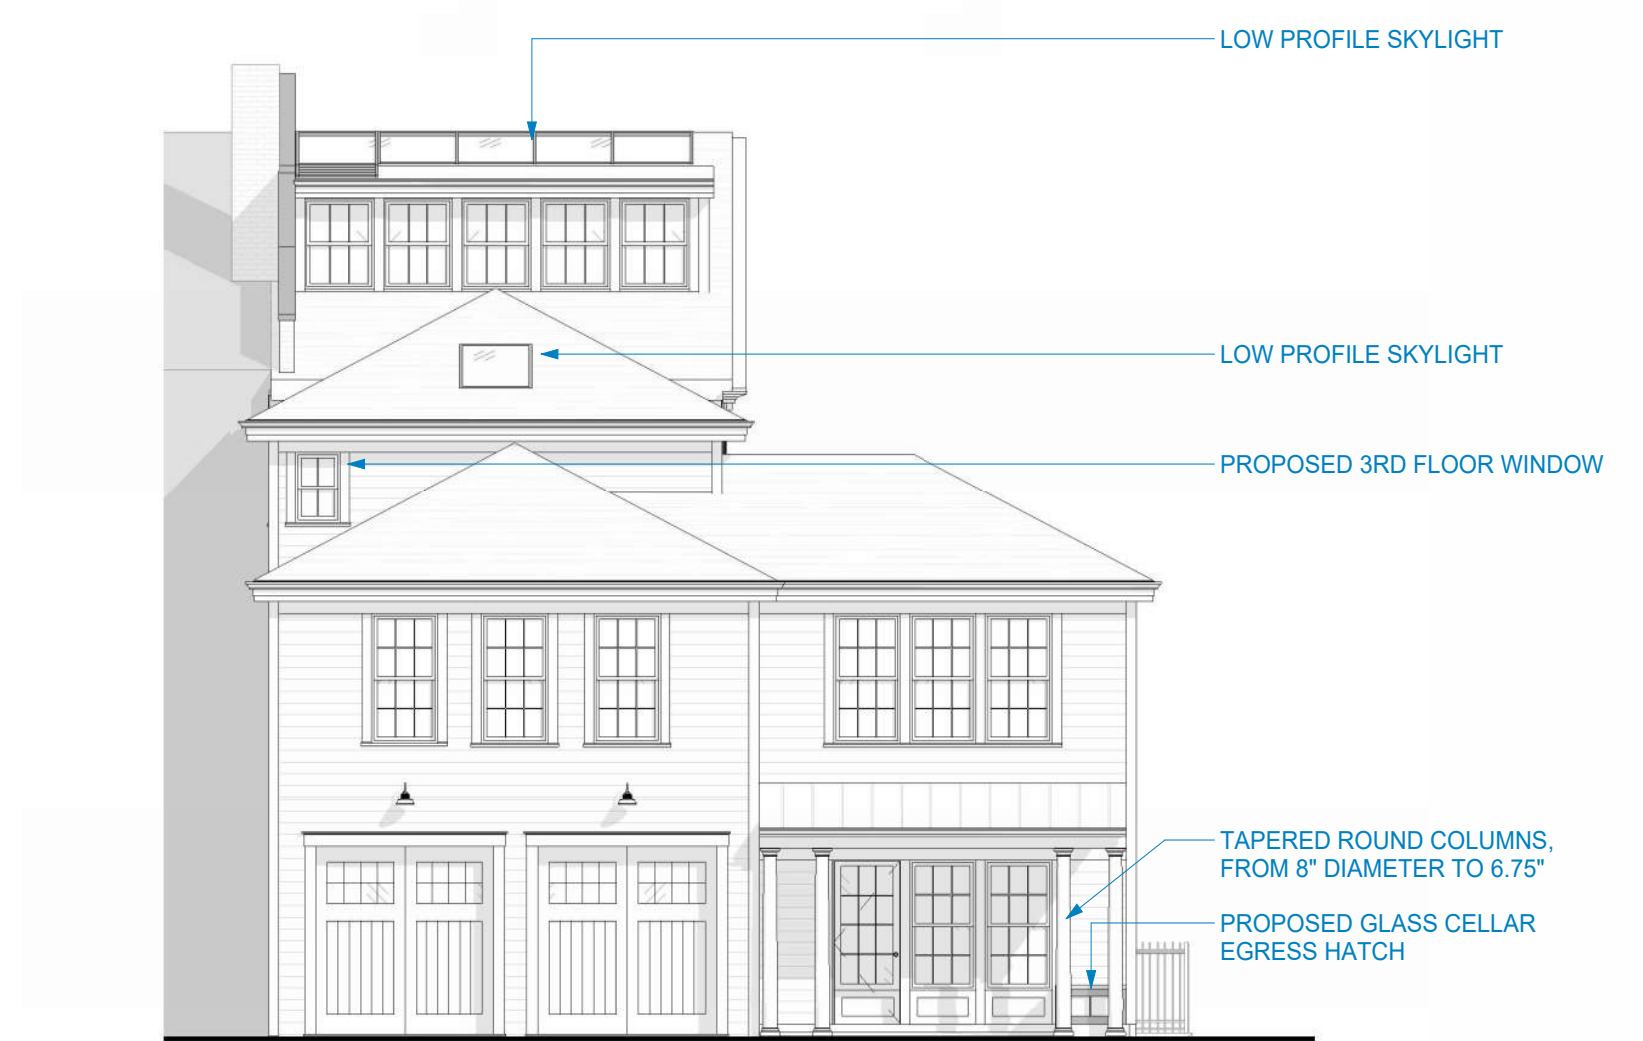 LOW PROFILE SKYLIGHT
LOW PROFILE SKYLIGHT
PROPOSED 3RD FLOOR WINDOW
TAPERED ROUND COLUMNS,
FROM 8" DIAMETER TO 6.75"
PROPOSED GLASS CELLAR
EGRESS HATCH